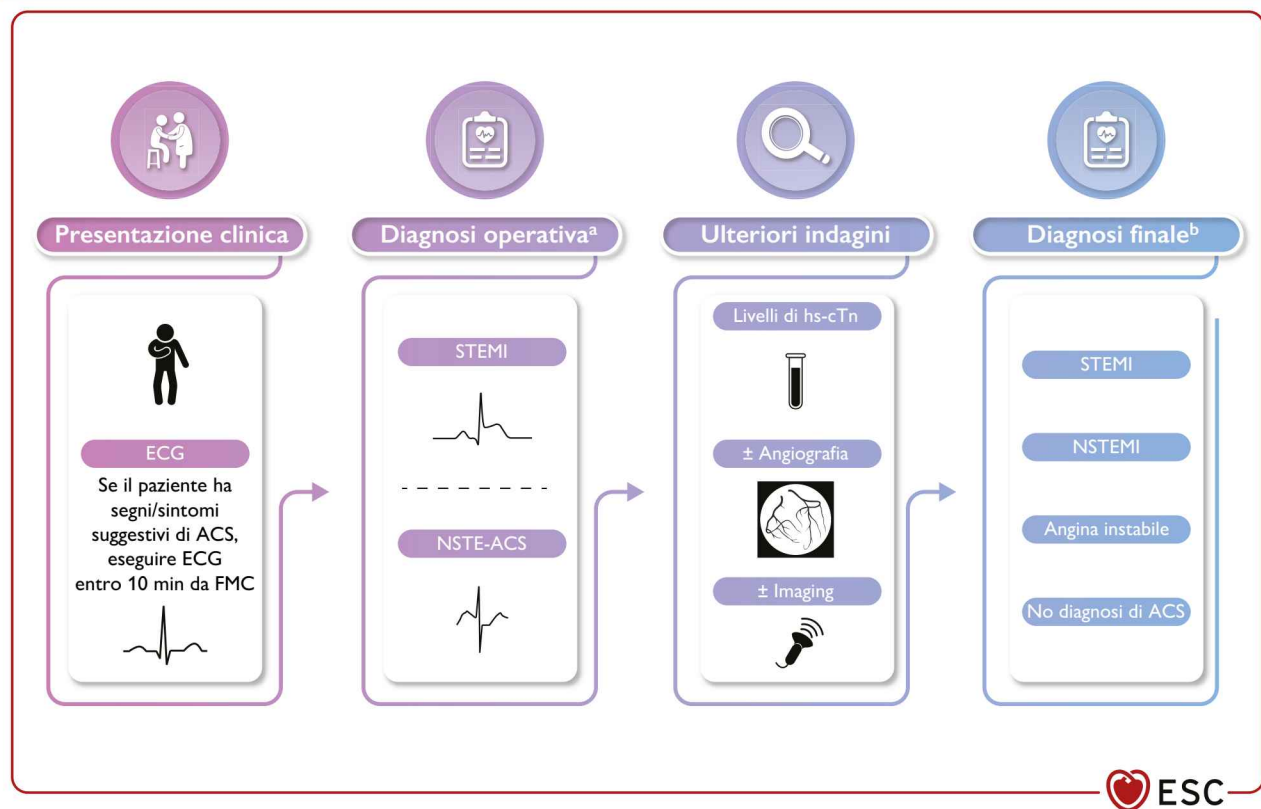 Presentazione clinica
Diagnosi operativaᵃ
Ulteriori indagini
Diagnosi finaleᵇ
ECG
Se il paziente ha
segni/sintomi
suggestivi di ACS,
eseguire ECG
entro 10 min da FMC
STEMI
NSTE-ACS
Livelli di hs-cTn
± Angiografia
± Imaging
STEMI
NSTEMI
Angina instabile
No diagnosi di ACS
ESC